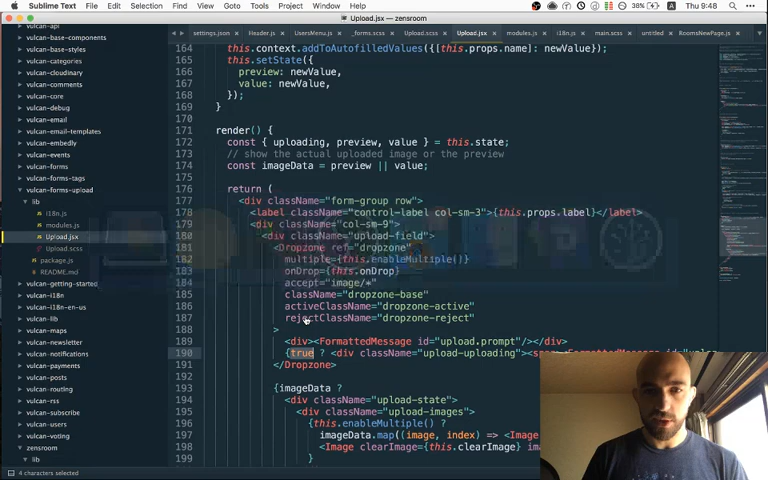 Sublime Text File Edit Selection Find View Goto Tools Project Window Help
38% Thu 9:48
Upload.jsx — zensroom
settings.json Header.js UsersMenu.js _forms.scss Upload.scss Upload.jsx modules.js i18n.js main.scss untitled RoomsNewPage.js
vulcan-api
vulcan-base-components
vulcan-base-styles
vulcan-categories
vulcan-cloudinary
vulcan-comments
vulcan-core
vulcan-debug
vulcan-email
vulcan-email-templates
vulcan-embedly
vulcan-events
vulcan-forms
vulcan-forms-tags
vulcan-forms-upload
lib
i18n.js
modules.js
Upload.jsx
Upload.scss
package.js
README.md
vulcan-getting-started
vulcan-i18n
vulcan-i18n-en-us
vulcan-lib
vulcan-maps
vulcan-newsletter
vulcan-notifications
vulcan-payments
vulcan-posts
vulcan-routing
vulcan-rss
vulcan-subscribe
vulcan-users
vulcan-voting
zensroom
lib
164 this.context.addToAutofilledValues({[this.props.name]: newValue});
165 this.setState({
166 preview: newValue,
167 value: newValue,
168 });
169 }
170
171 render() {
172 const { uploading, preview, value } = this.state;
173 // show the actual uploaded image or the preview
174 const imageData = preview || value;
175
176 return (
177 <div className="form-group row">
178 <label className="control-label col-sm-3">{this.props.label}</label>
179 <div className="col-sm-9">
180 <div className="upload-field">
181 <Dropzone ref="dropzone"
182 multiple={this.enableMultiple()}
183 onDrop={this.onDrop}
184 accept="image/*"
185 className="dropzone-base"
186 activeClassName="dropzone-active"
187 rejectClassName="dropzone-reject"
188 >
189 <div><FormattedMessage id="upload.prompt"/></div>
190 {true ? <div className="upload-uploading"><span><FormattedMessage id="uploa
191 </Dropzone>
192
193 {imageData ?
194 <div className="upload-state">
195 <div className="upload-images">
196 {this.enableMultiple() ?
197 imageData.map((image, index) => <Image
198 <Image clearImage={this.clearImage} im
199 }
4 characters selected